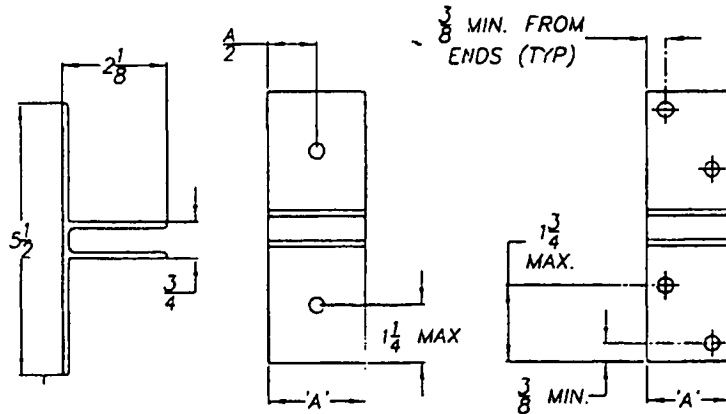 2 1/8
5 1/2
3/4
A/2
1 1/4 MAX
'A'
3/8 MIN. FROM
ENDS (TYP)
1 3/4
MAX.
3/8 MIN.
'A'